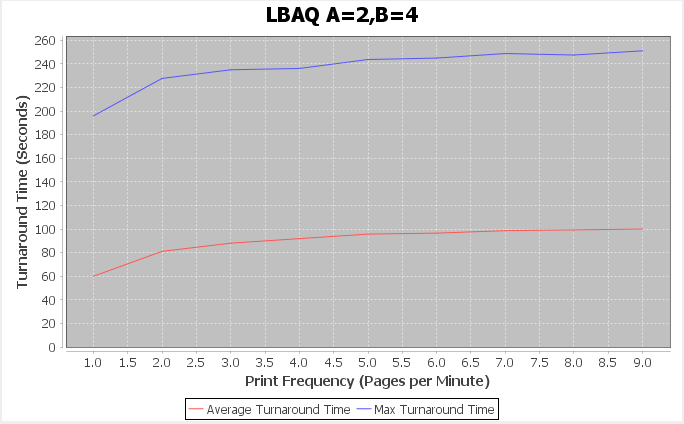 LBAQ A=2,B=4
260
240
220
200
180
160
140
120
100
80
60
40
20
0
Turnaround Time (Seconds)
1.0 1.5 2.0 2.5 3.0 3.5 4.0 4.5 5.0 5.5 6.0 6.5 7.0 7.5 8.0 8.5 9.0
Print Frequency (Pages per Minute)
Average Turnaround Time Max Turnaround Time